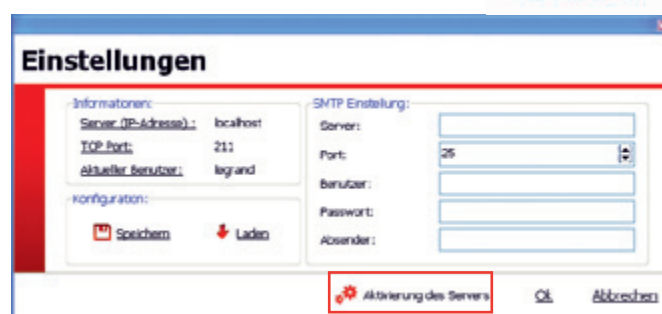 Einstellungen
Informationen:
Server (IP-Adresse) : localhost
TCP Port: 211
Aktueller Benutzer: legrand
Konfiguration:
Speichern Laden
SMTP Einstellung:
Server:
Port: 25
Benutzer:
Passwort:
Absender:
Aktivierung des Servers Ok Abbrechen